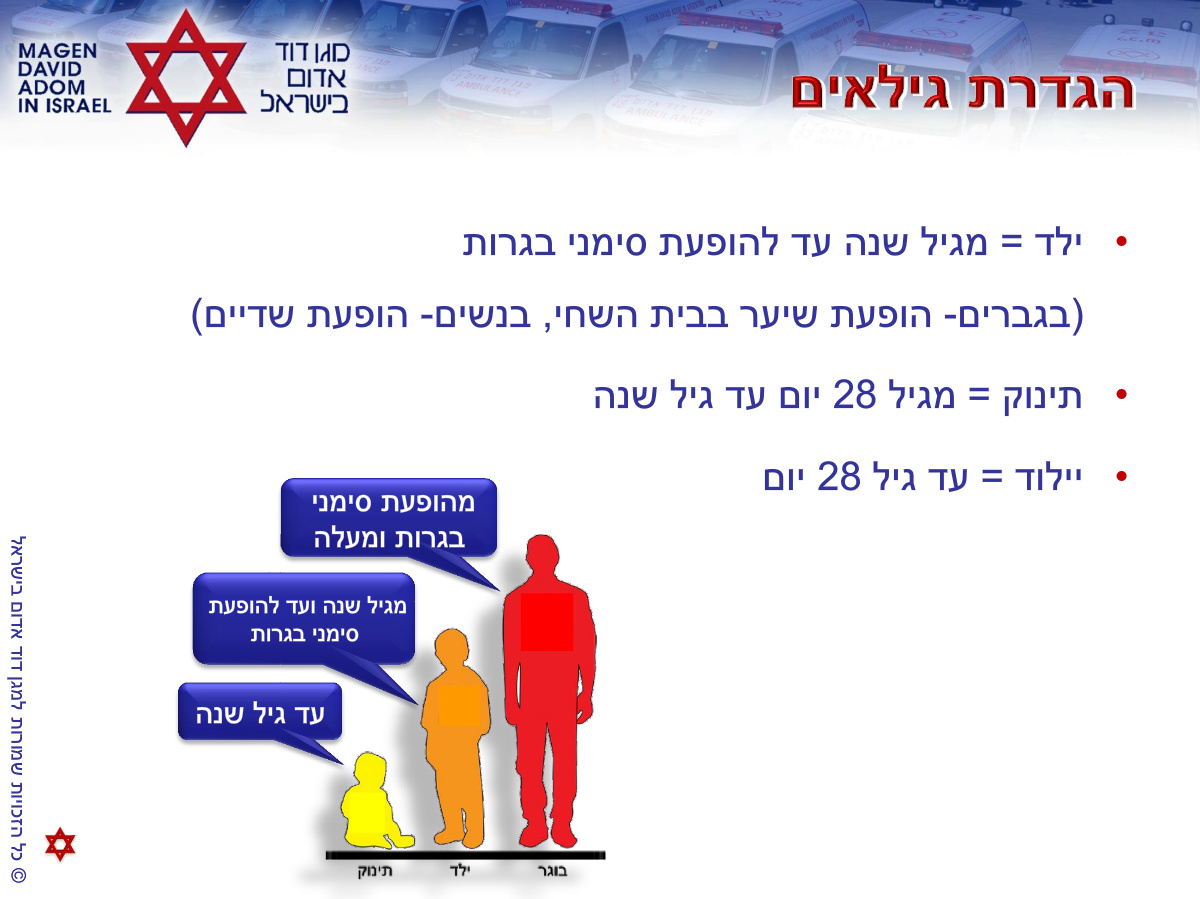 MAGEN
DAVID
ADOM
IN ISRAEL
מגן דוד
אדום
בישראל
הגדרת גילאים
• ילד = מגיל שנה עד להופעת סימני בגרות
(בגברים- הופעת שיער בבית השחי, בנשים- הופעת שדיים)
• תינוק = מגיל 28 יום עד גיל שנה
• יילוד = עד גיל 28 יום
מהופעת סימני
בגרות ומעלה
מגיל שנה ועד להופעת
סימני בגרות
עד גיל שנה
בוגר
ילד
תינוק
© כל הזכויות שמורות למגן דוד אדום בישראל